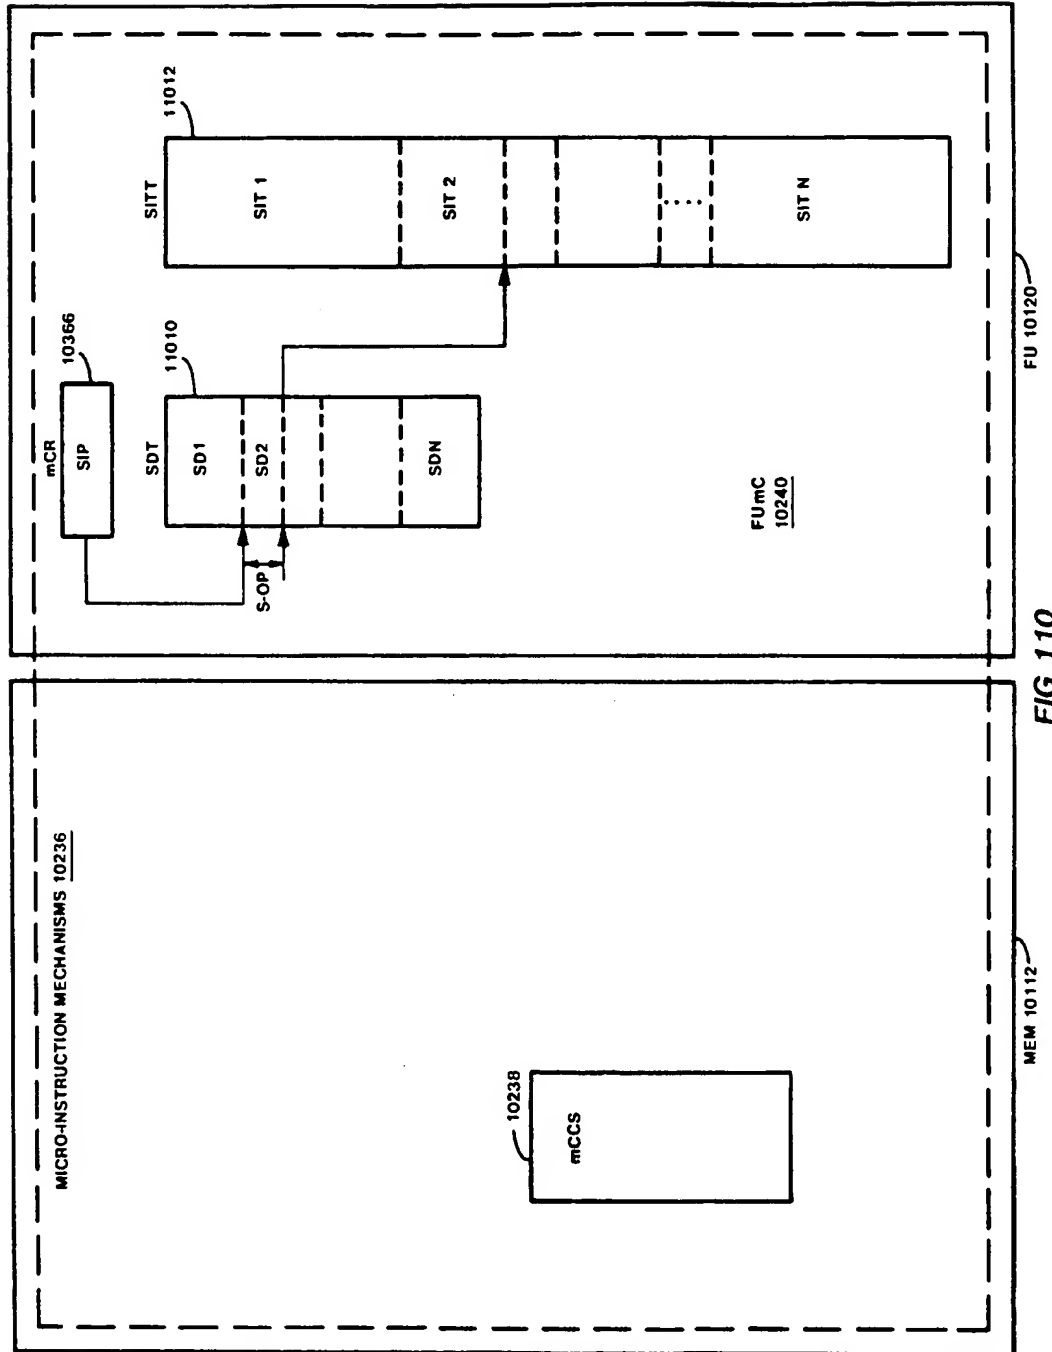 MICRO-INSTRUCTION MECHANISMS 10236
mCCS
10238
MEM 10112
mCR
SIP
10366
SDT
11010
SD1
SD2
SDN
S-OP
SITT
11012
SIT 1
SIT 2
SIT N
FUmC
10240
FU 10120
FIG. 110